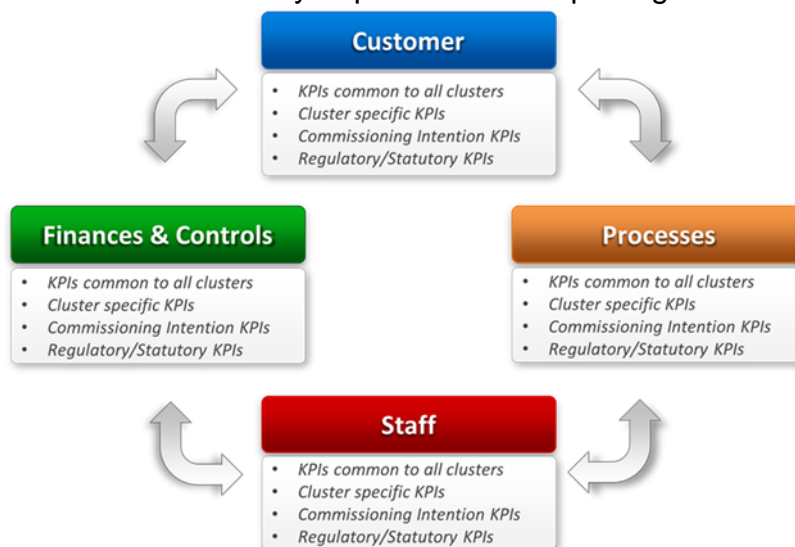 Customer
• KPIs common to all clusters
• Cluster specific KPIs
• Commissioning Intention KPIs
• Regulatory/Statutory KPIs
Finances & Controls
• KPIs common to all clusters
• Cluster specific KPIs
• Commissioning Intention KPIs
• Regulatory/Statutory KPIs
Processes
• KPIs common to all clusters
• Cluster specific KPIs
• Commissioning Intention KPIs
• Regulatory/Statutory KPIs
Staff
• KPIs common to all clusters
• Cluster specific KPIs
• Commissioning Intention KPIs
• Regulatory/Statutory KPIs